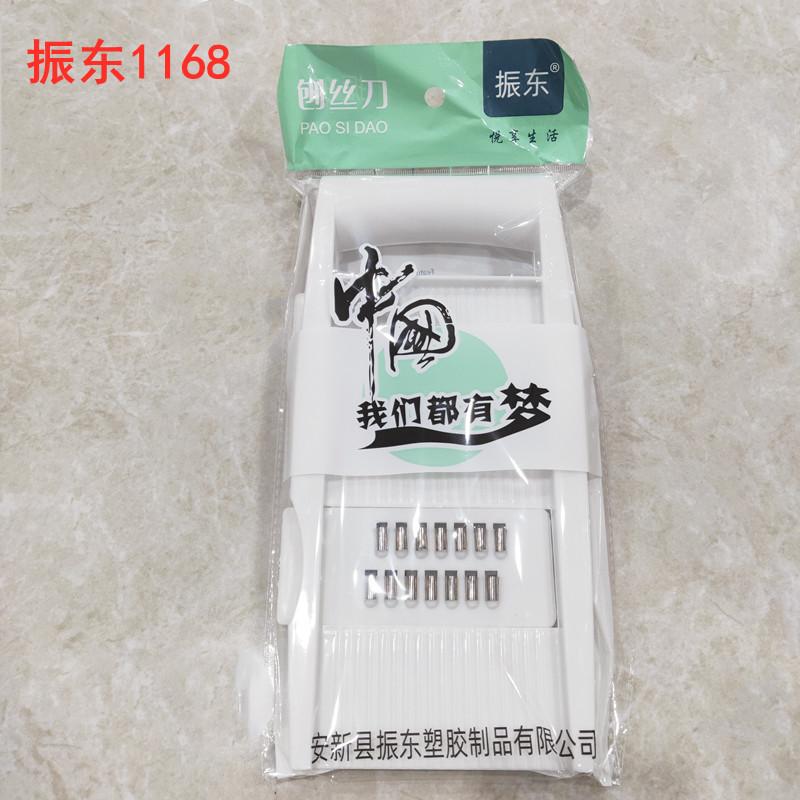 振东1168
刨丝刀
PAO SI DAO
振东®
悦享生活
中国
我们都有梦
安新县振东塑胶制品有限公司